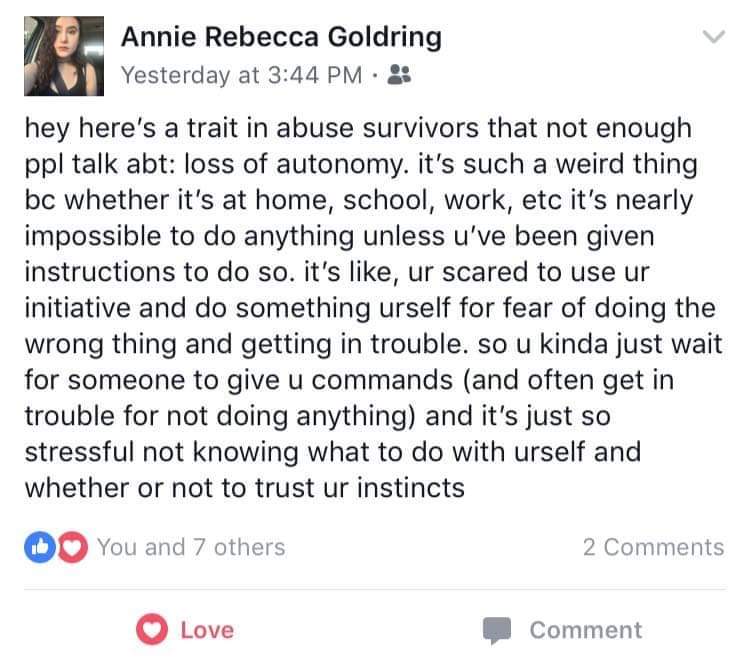 Annie Rebecca Goldring
Yesterday at 3:44 PM ·
hey here's a trait in abuse survivors that not enough
ppl talk abt: loss of autonomy. it's such a weird thing
bc whether it's at home, school, work, etc it's nearly
impossible to do anything unless u've been given
instructions to do so. it's like, ur scared to use ur
initiative and do something urself for fear of doing the
wrong thing and getting in trouble. so u kinda just wait
for someone to give u commands (and often get in
trouble for not doing anything) and it's just so
stressful not knowing what to do with urself and
whether or not to trust ur instincts
You and 7 others 2 Comments
Love Comment